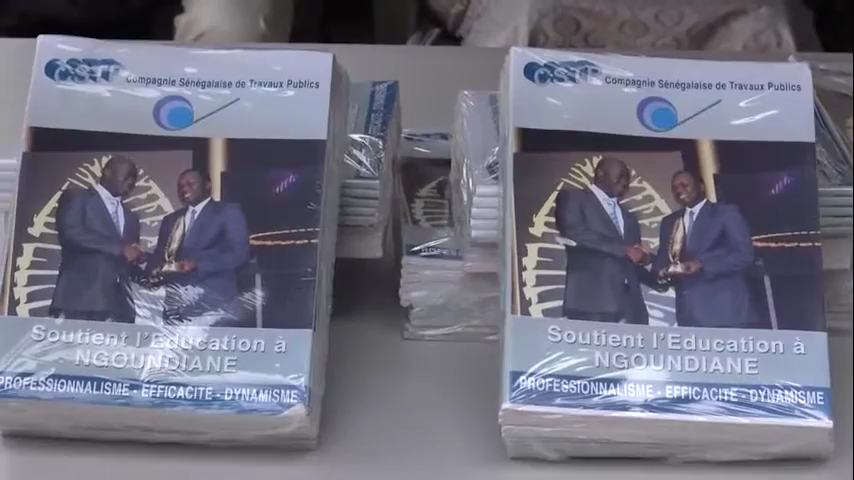 CSTP Compagnie Sénégalaise de Travaux Publics
Soutient l'Education à
NGOUNDIANE
PROFESSIONNALISME - EFFICACITE - DYNAMISME
CSTP Compagnie Sénégalaise de Travaux Publics
Soutient l'Education à
NGOUNDIANE
PROFESSIONNALISME - EFFICACITE - DYNAMISME